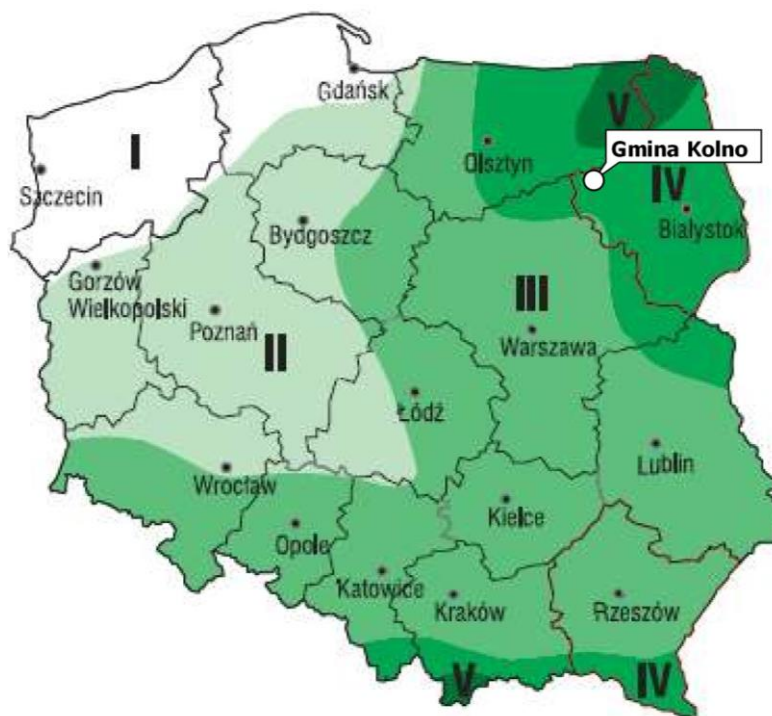 Gdańsk
I
V
Olsztyn
Gmina Kolno
Szczecin
IV
Białystok
Bydgoszcz
Gorzów
Wielkopolski
III
Poznań
II
Warszawa
Łódź
Lublin
Wrocław
Kielce
Opole
Katowice
Kraków
Rzeszów
V
IV